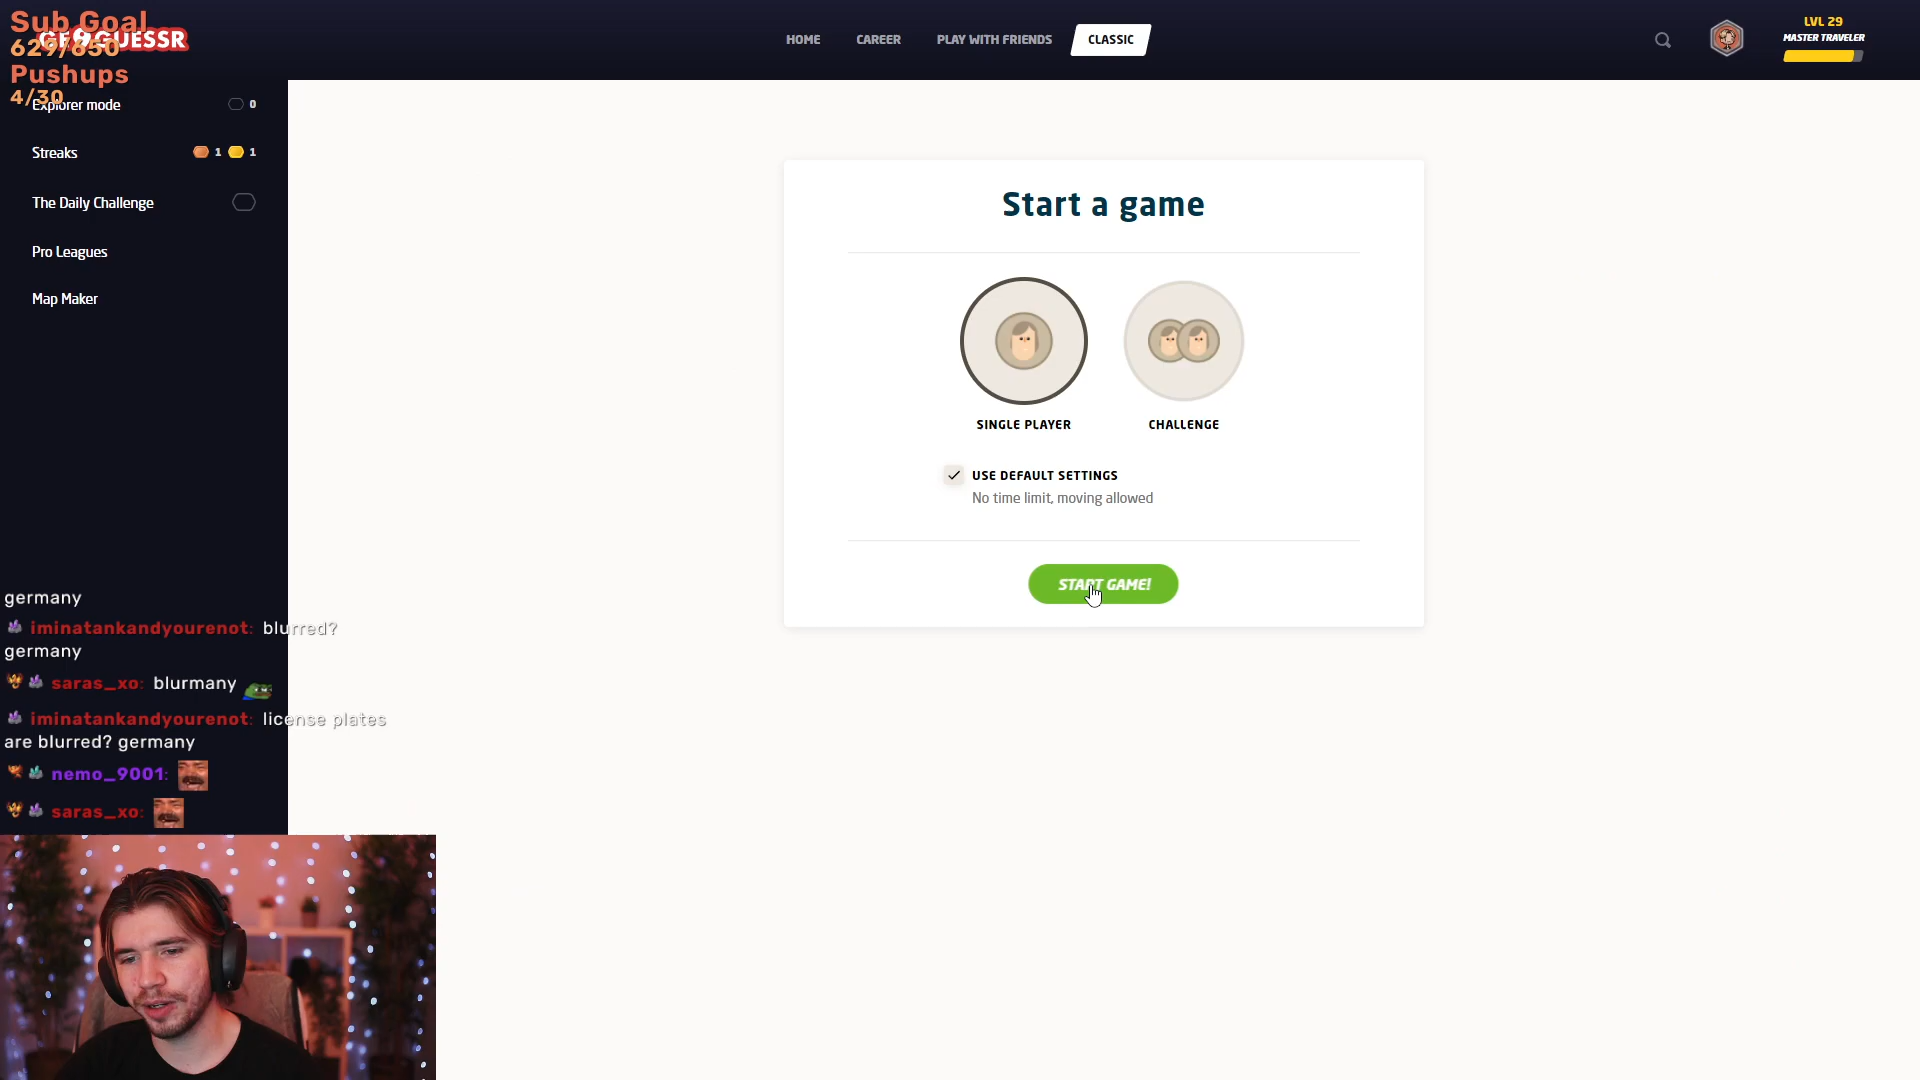 Sub Goal
629/650
Pushups
4/30
GEOGUESSR
HOME
CAREER
PLAY WITH FRIENDS
CLASSIC
LVL 29
MASTER TRAVELER
Explorer mode
0
Streaks
1
1
The Daily Challenge
Pro Leagues
Map Maker
Start a game
SINGLE PLAYER
CHALLENGE
USE DEFAULT SETTINGS
No time limit, moving allowed
START GAME!
germany
iminatankandyourenot: blurred?
germany
saras_xo: blurmany
iminatankandyourenot: license plates
are blurred? germany
nemo_9001:
saras_xo: